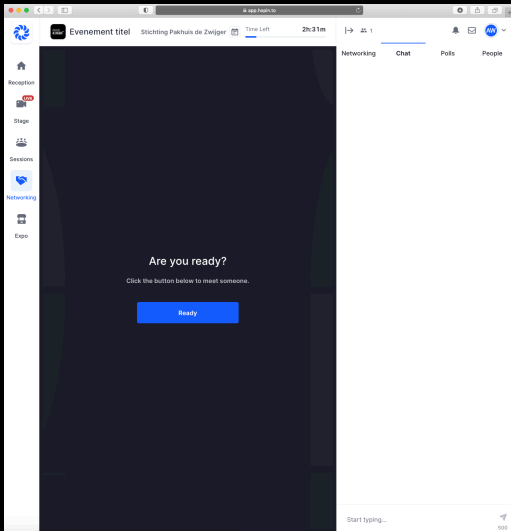 app.hopin.to
Evenement titel
Stichting Pakhuis de Zwijger
Time Left
2h:31m
1
AW
Networking
Chat
Polls
People
Reception
LIVE
Stage
Sessions
Networking
Expo
Are you ready?
Click the button below to meet someone.
Ready
Start typing...
500